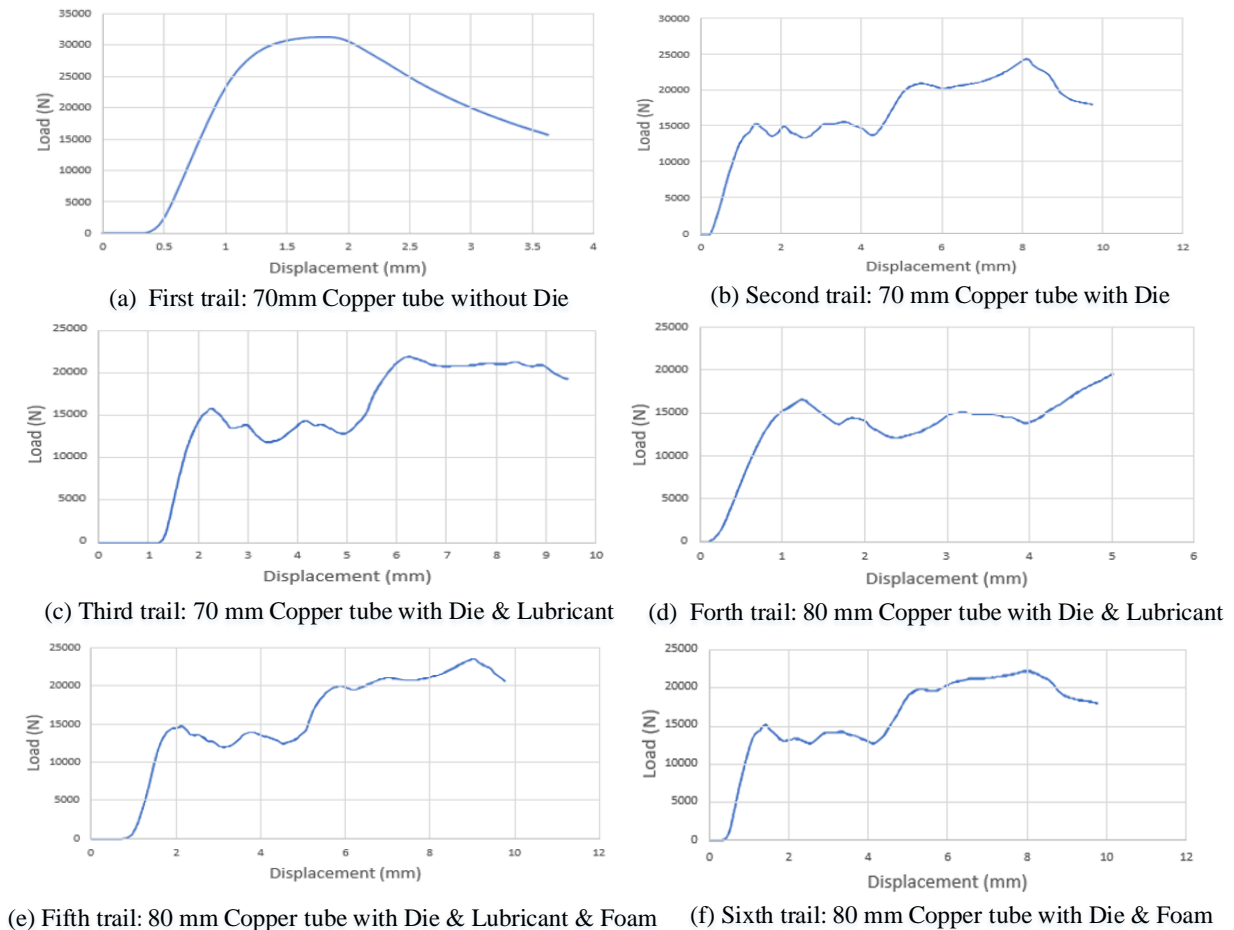 35000
30000
25000
20000
15000
10000
5000
0
Load (N)
0 0.5 1 1.5 2 2.5 3 3.5 4
Displacement (mm)
(a) First trail: 70mm Copper tube without Die
30000
25000
20000
15000
10000
5000
0
Load (N)
0 2 4 6 8 10 12
Displacement (mm)
(b) Second trail: 70 mm Copper tube with Die
25000
20000
15000
10000
5000
0
Load (N)
0 1 2 3 4 5 6 7 8 9 10
Displacement (mm)
(c) Third trail: 70 mm Copper tube with Die & Lubricant
25000
20000
15000
10000
5000
0
Load (N)
0 1 2 3 4 5 6
Displacement (mm)
(d) Forth trail: 80 mm Copper tube with Die & Lubricant
25000
20000
15000
10000
5000
0
Load (N)
0 2 4 6 8 10 12
Displacement (mm)
(e) Fifth trail: 80 mm Copper tube with Die & Lubricant & Foam
25000
20000
15000
10000
5000
0
Load (N)
0 2 4 6 8 10 12
Displacement (mm)
(f) Sixth trail: 80 mm Copper tube with Die & Foam